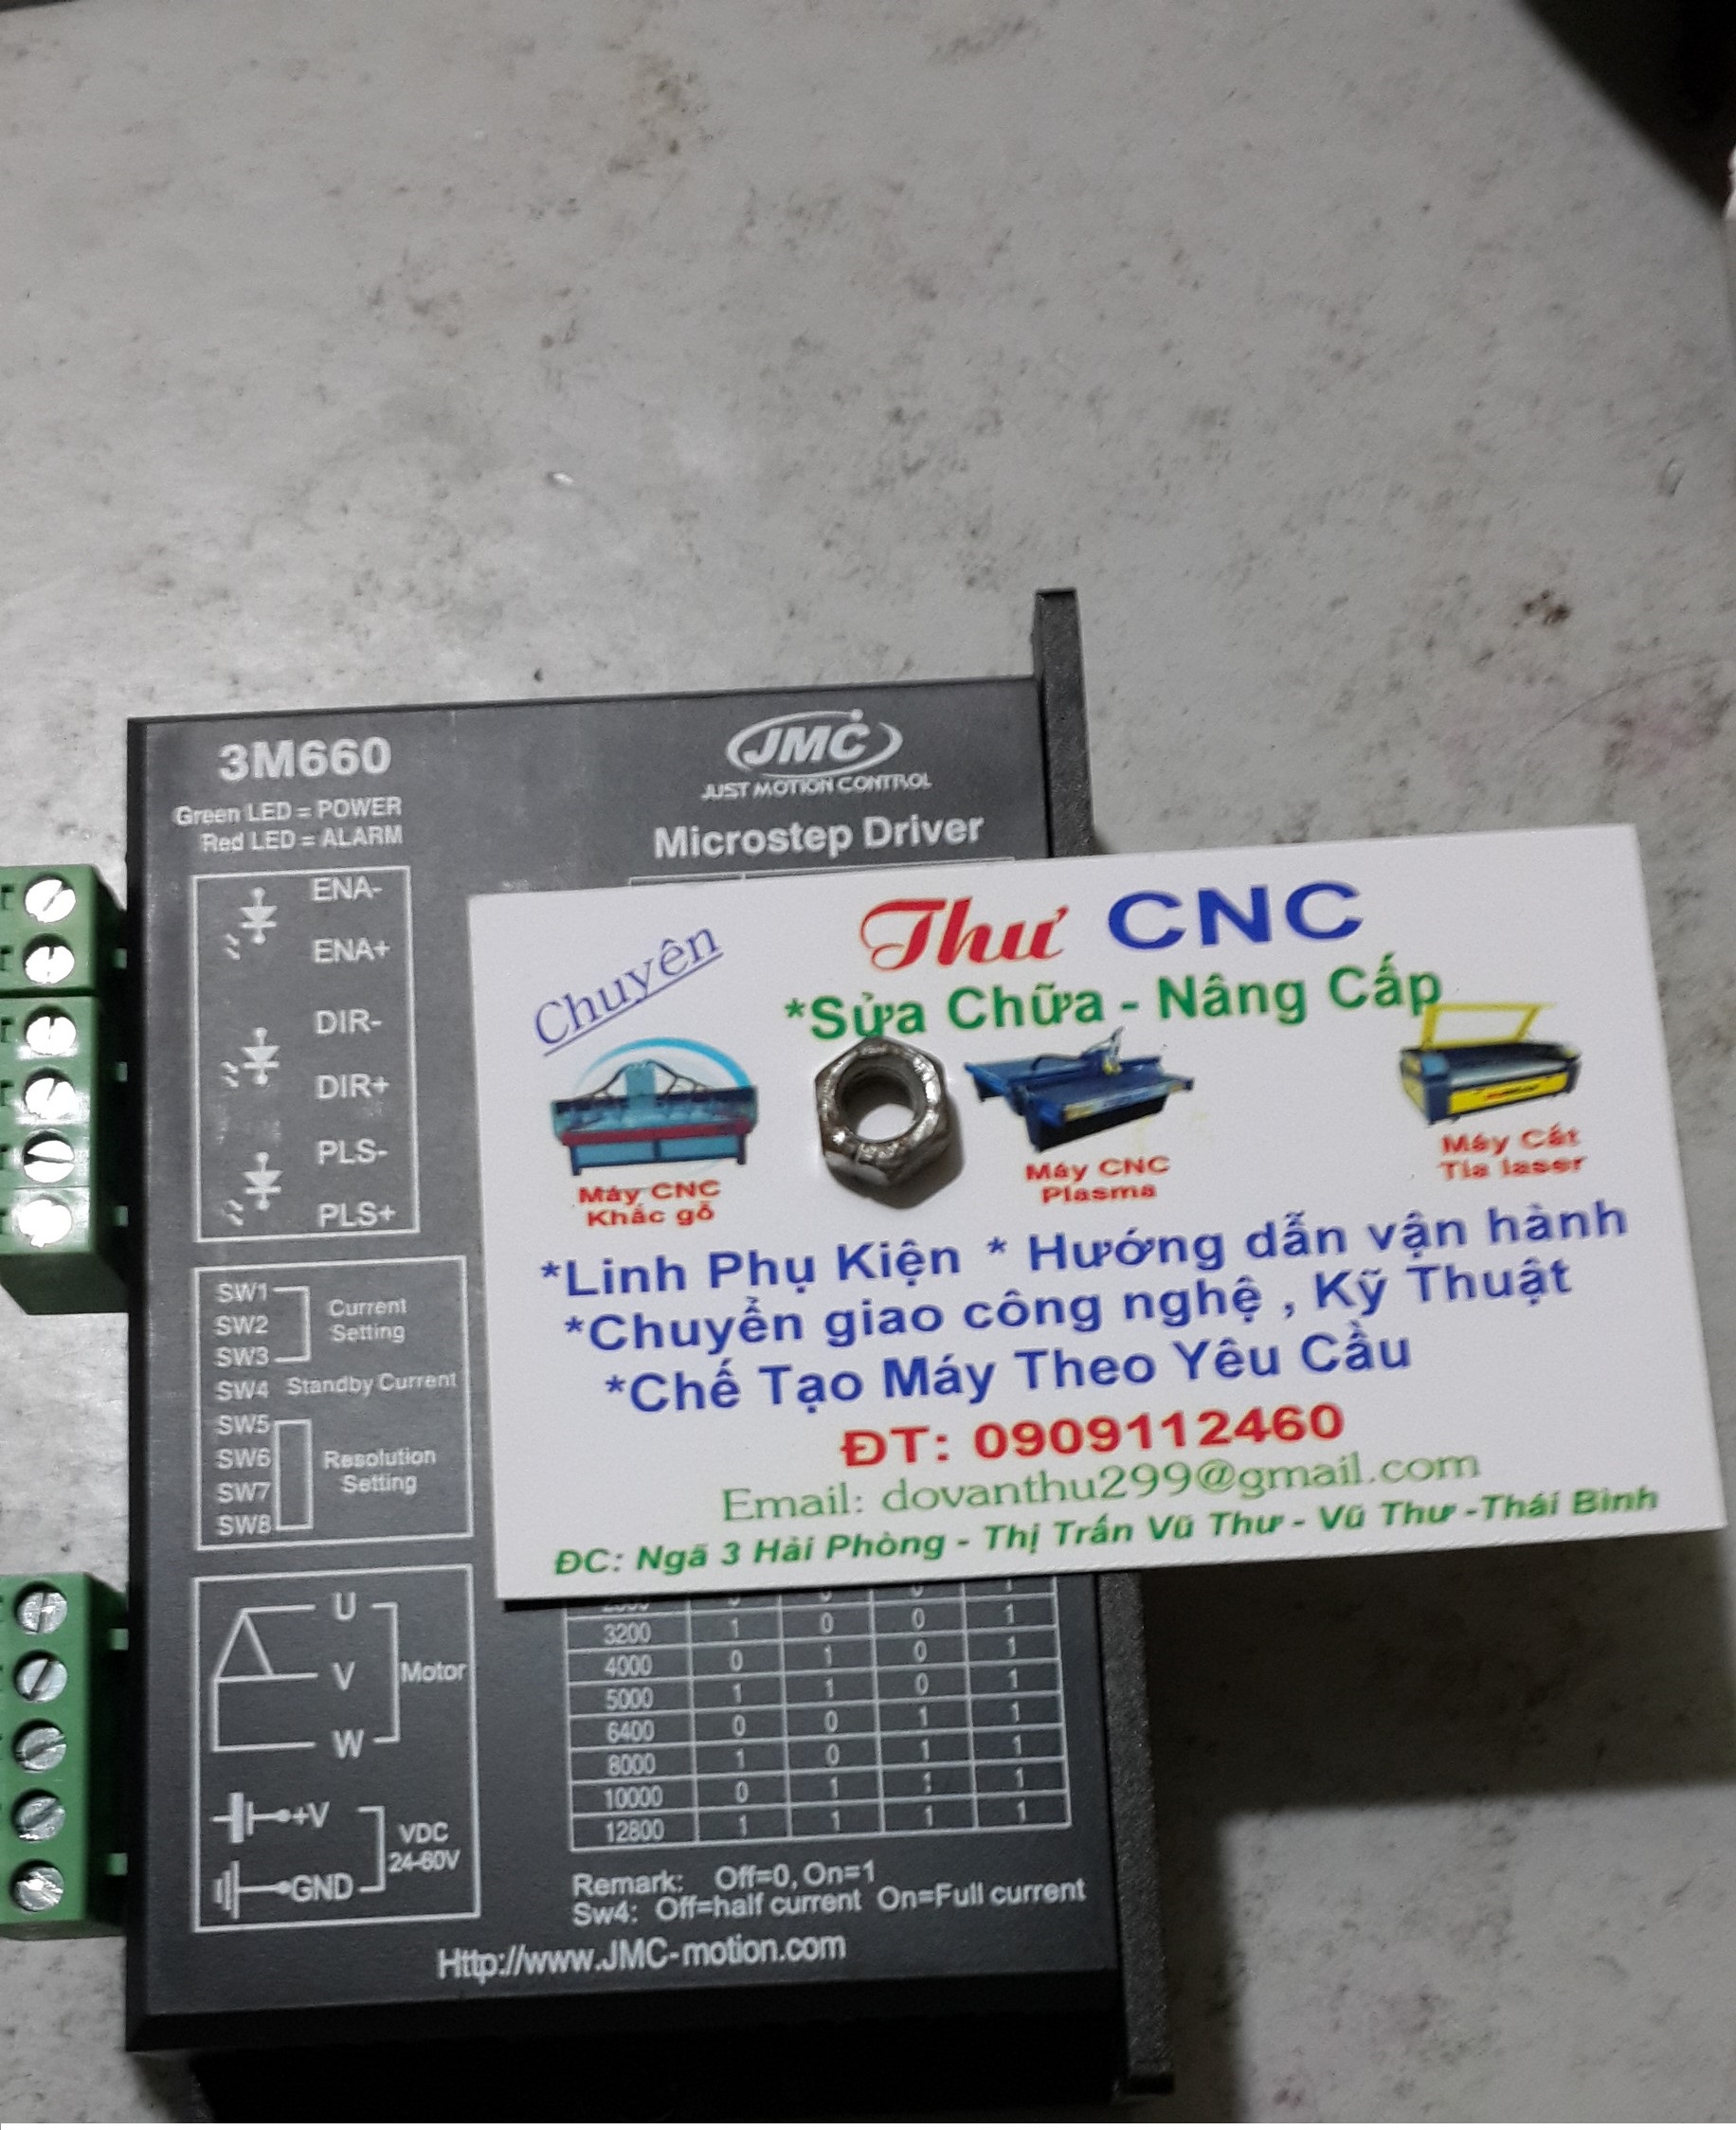 3M660
Green LED = POWER
Red LED = ALARM
JMC
JUST MOTION CONTROL
Microstep Driver
ENA-
ENA+
DIR-
DIR+
PLS-
PLS+
SW1
SW2
SW3
Current
Setting
SW4 Standby Current
SW5
SW6
SW7
SW8
Resolution
Setting
U
V
W
Motor
+V
GND
VDC
24-60V
Chuyên
Thư CNC
*Sửa Chữa - Nâng Cấp
Máy CNC
Khắc gỗ
Máy CNC
Plasma
Máy Cắt
Tia laser
*Linh Phụ Kiện * Hướng dẫn vận hành
*Chuyển giao công nghệ , Kỹ Thuật
*Chế Tạo Máy Theo Yêu Cầu
ĐT: 0909112460
Email: dovanthu299@gmail.com
ĐC: Ngã 3 Hải Phòng - Thị Trấn Vũ Thư - Vũ Thư -Thái Bình
3200 1 0 0 1
4000 0 1 0 1
5000 1 1 0 1
6400 0 0 1 1
8000 1 0 1 1
10000 0 1 1 1
12800 1 1 1 1
Remark: Off=0, On=1
Sw4: Off=half current On=Full current
Http://www.JMC-motion.com